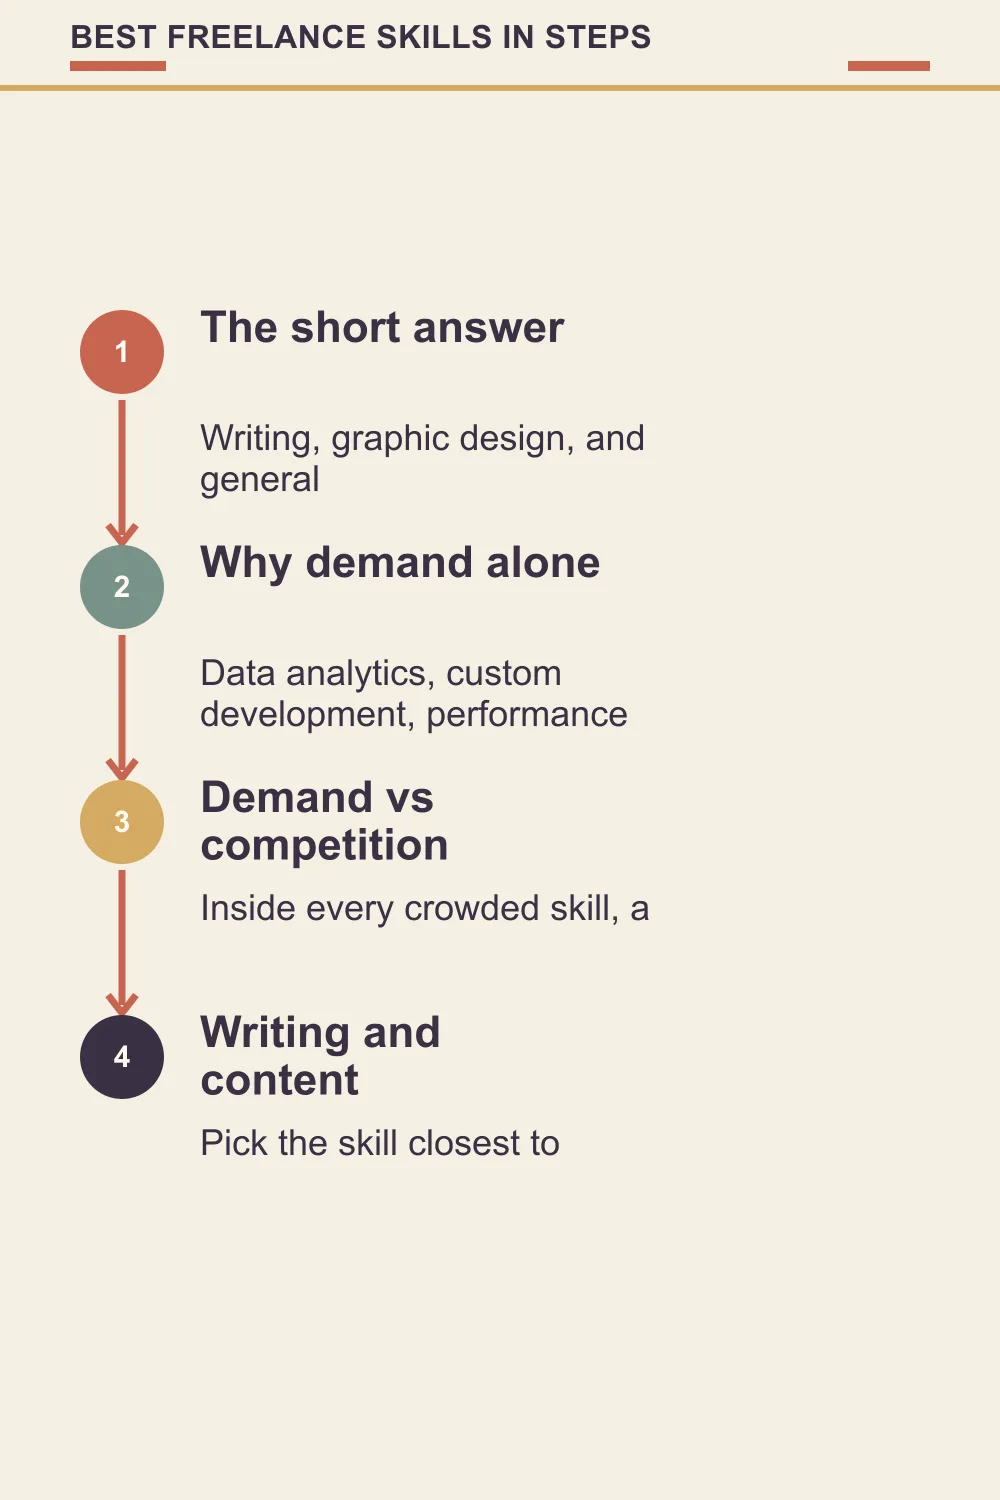 BEST FREELANCE SKILLS IN STEPS
1
The short answer
Writing, graphic design, and
general
2
Why demand alone
Data analytics, custom
development, performance
3
Demand vs
competition
Inside every crowded skill, a
4
Writing and
content
Pick the skill closest to